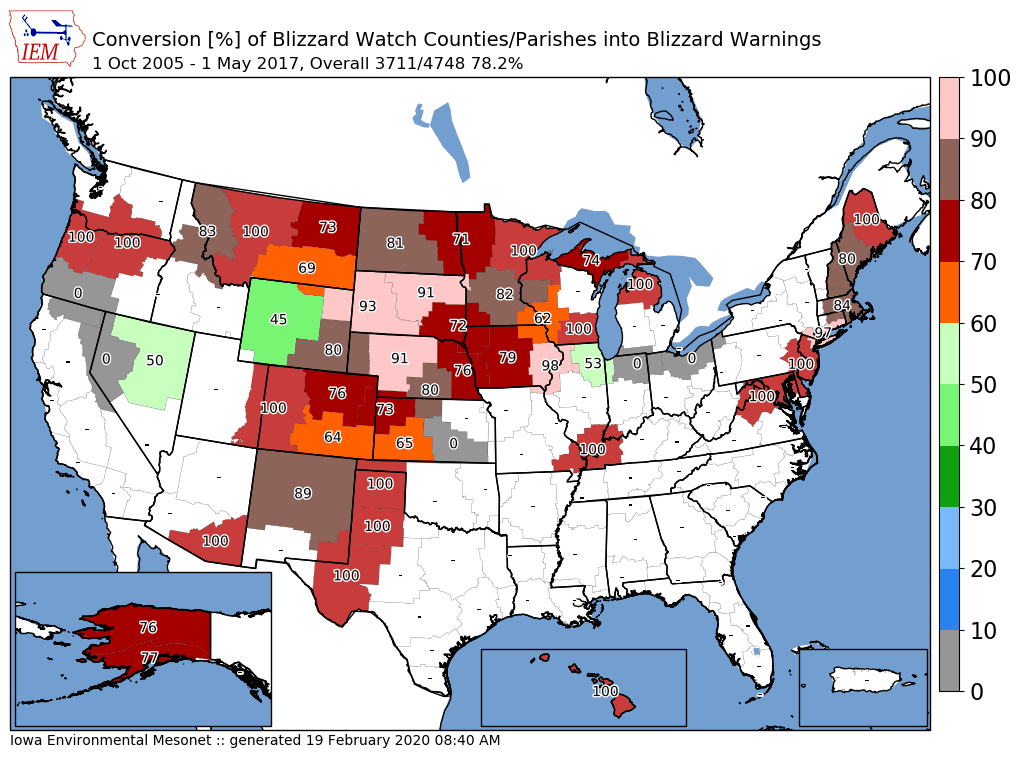 IEM
Conversion [%] of Blizzard Watch Counties/Parishes into Blizzard Warnings
1 Oct 2005 - 1 May 2017, Overall 3711/4748 78.2%
100
90
80
70
60
50
40
30
20
10
0
83 100 73 81 71 100 74 100 100
100 100 69 80
0 93 91 82 100 84
45 72 62 100 97
0 50 80 91 76 79 98 53 0 0 100
100 76 73 80 100
64 65 0 100
89 100
100 100
100
76
77
100
Iowa Environmental Mesonet :: generated 19 February 2020 08:40 AM